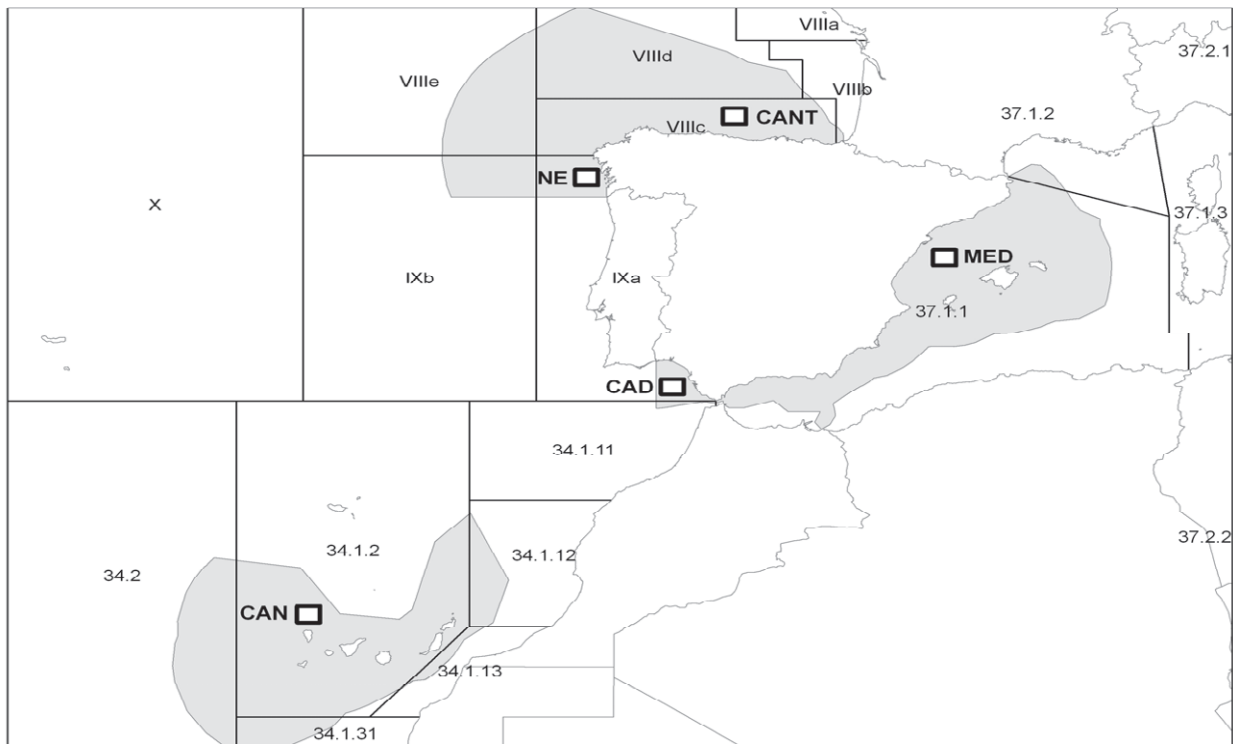 VIIIa
37.2.1
VIIId
VIIIe
VIIIb
37.1.2
CANT
VIIIc
NE
X
37.1.3
MED
IXb
IXa
37.1.1
CAD
34.1.11
37.2.2
34.1.2
34.1.12
34.2
CAN
34.1.13
34.1.31